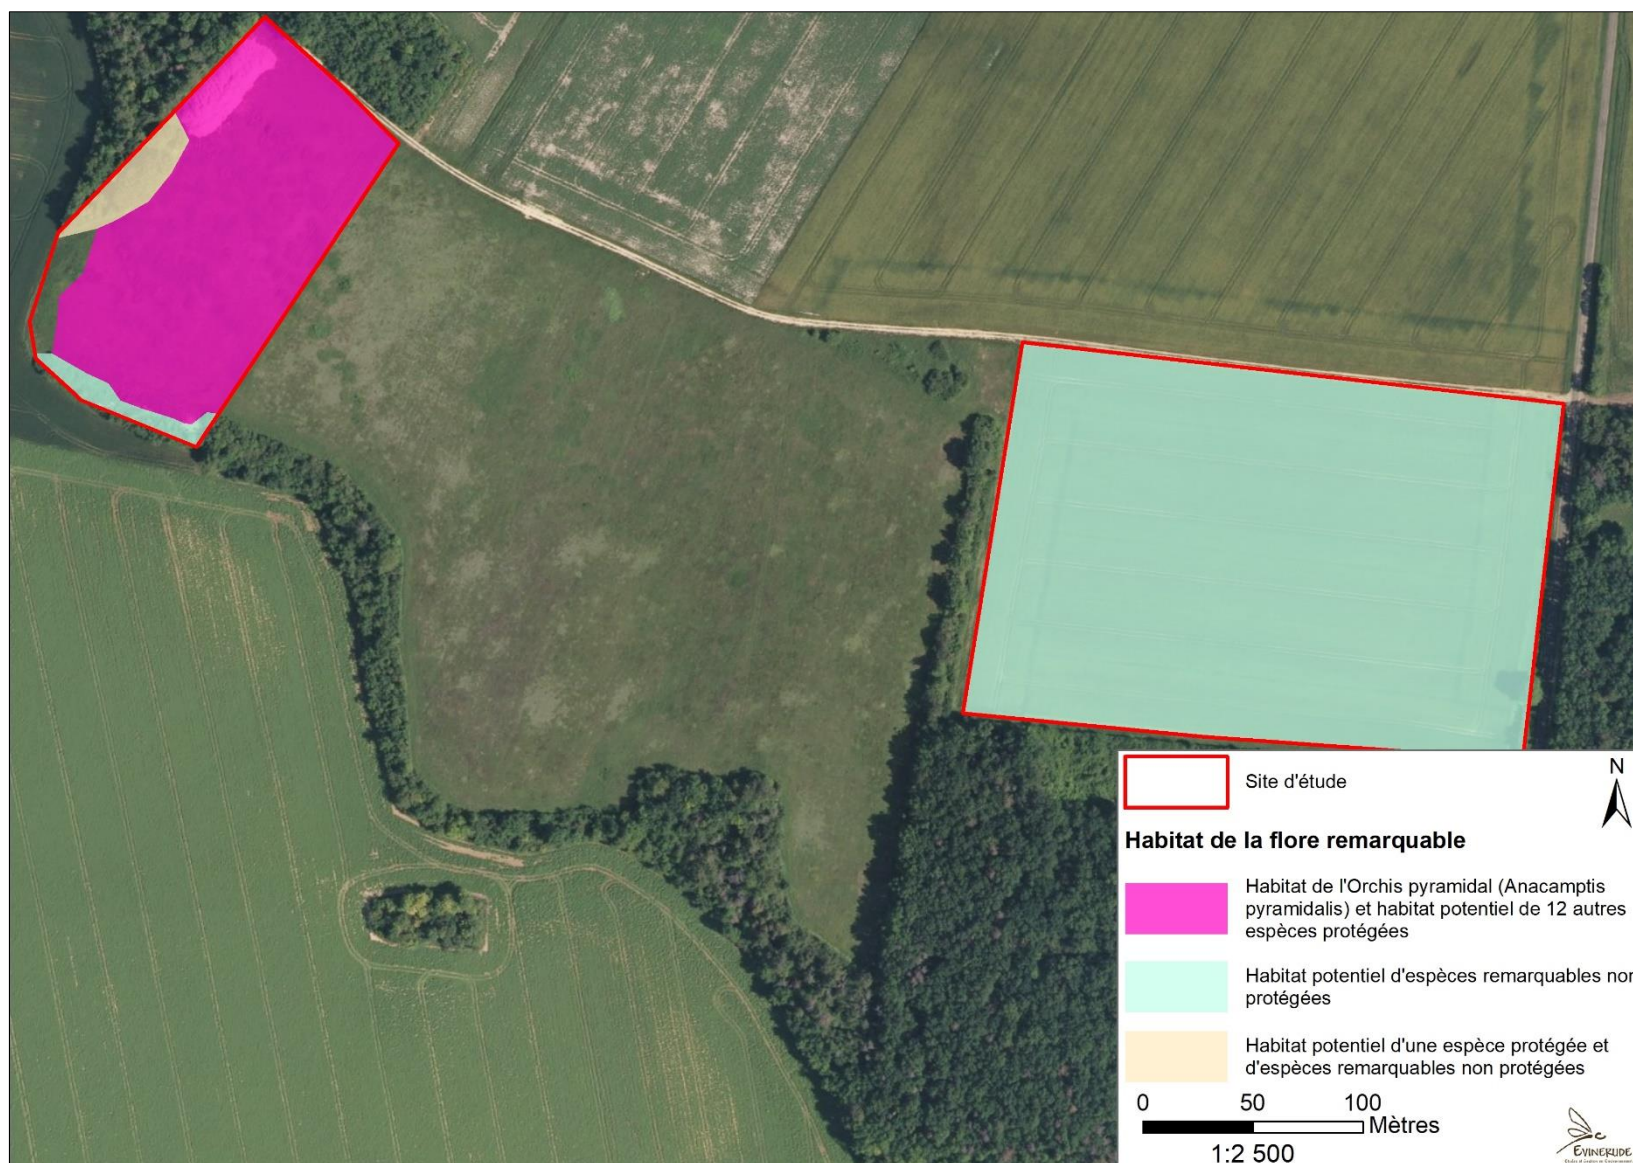 Site d'étude
N
Habitat de la flore remarquable
Habitat de l'Orchis pyramidal (Anacamptis
pyramidalis) et habitat potentiel de 12 autres
espèces protégées
Habitat potentiel d'espèces remarquables non
protégées
Habitat potentiel d'une espèce protégée et
d'espèces remarquables non protégées
0 50 100
Mètres
1:2 500
EVINERUDE